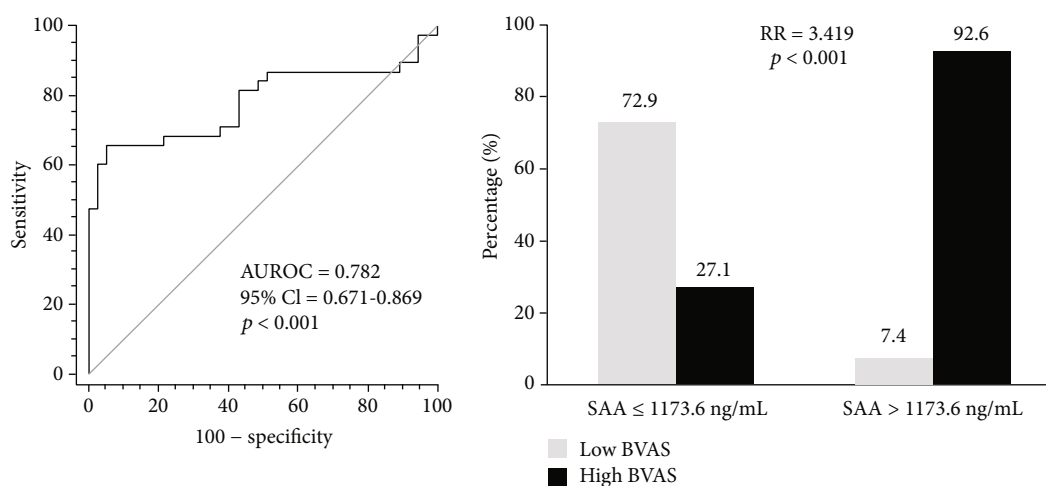 100
80
60
40
20
0
Sensitivity
AUROC = 0.782
95% Cl = 0.671-0.869
p < 0.001
0 20 40 60 80 100
100 − specificity
100
80
60
40
20
0
Percentage (%)
RR = 3.419
p < 0.001
72.9
27.1
7.4
92.6
SAA ≤ 1173.6 ng/mL SAA > 1173.6 ng/mL
Low BVAS
High BVAS